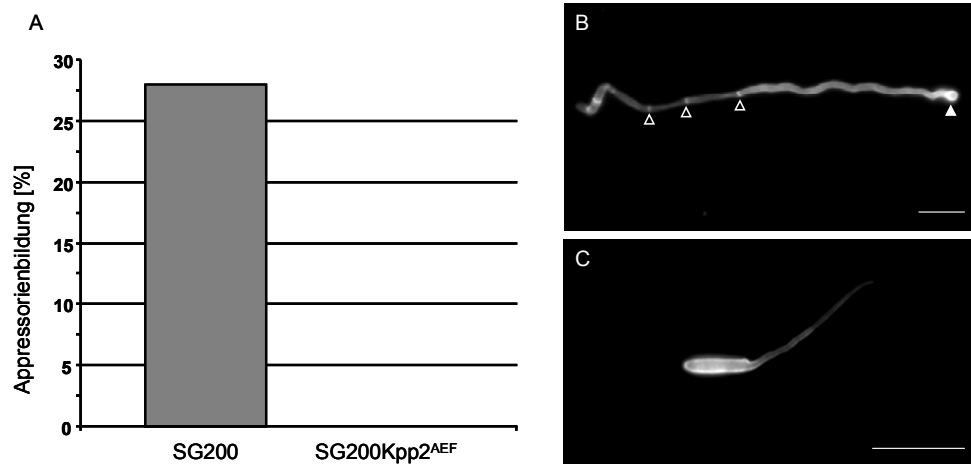 A
Appressorienbildung [%]
30
25
20
15
10
5
0
SG200
SG200Kpp2ᴬᴱF
B
C